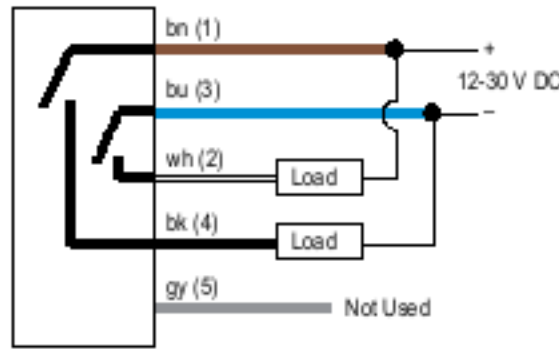 bn (1)
+
12-30 V DC
bu (3)
–
wh (2)
Load
bk (4)
Load
gy (5)
Not Used